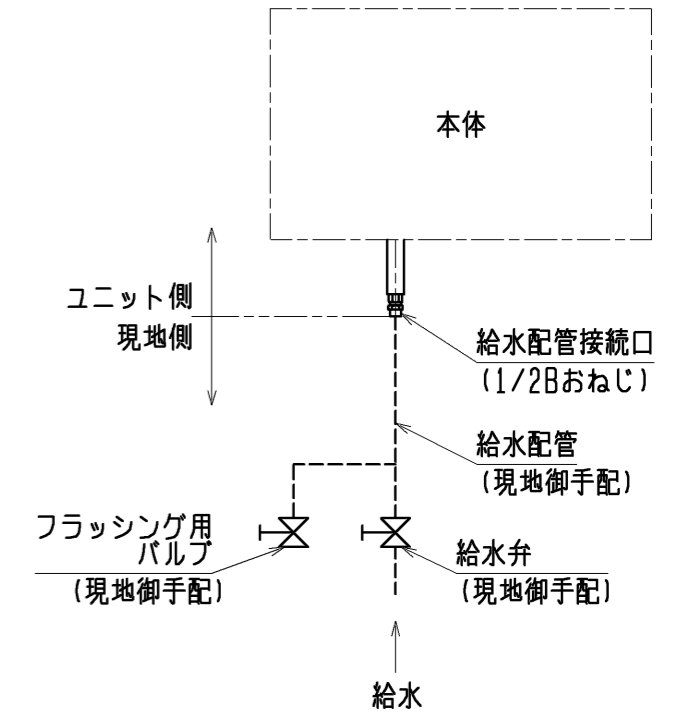 本体
ユニット側
現地側
給水配管接続口
(1/2Bおねじ)
給水配管
(現地御手配)
フラッシング用
バルブ
(現地御手配)
給水弁
(現地御手配)
給水